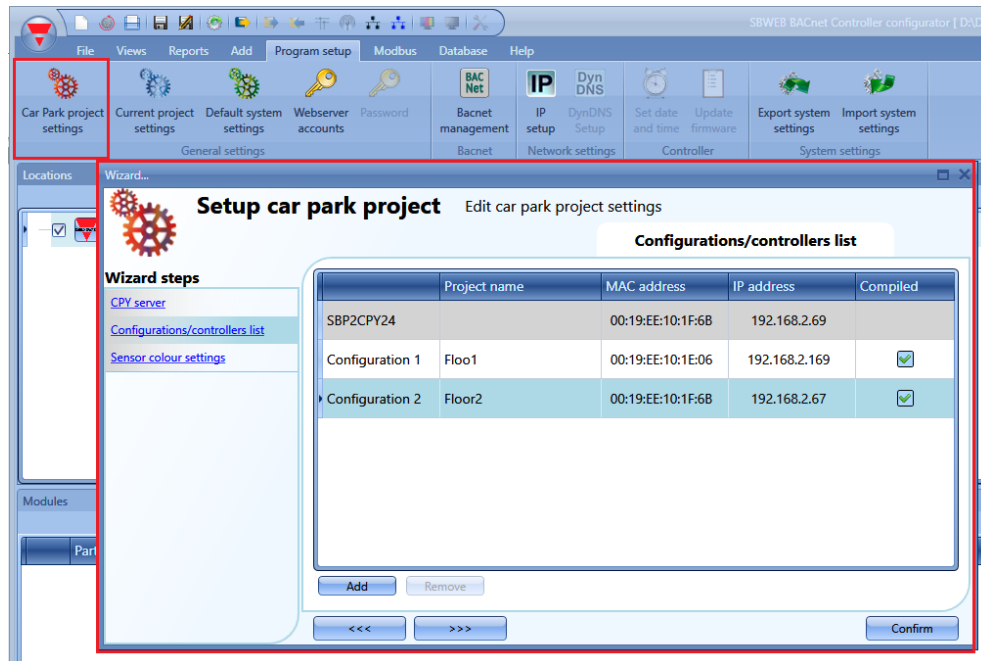 SBWEB BACnet Controller configurator [ D:\D
File Views Reports Add Program setup Modbus Database Help
Car Park project settings
Current project settings
Default system settings
Webserver accounts
Password
General settings
BAC Net
Bacnet management
Bacnet
IP
IP setup
Dyn DNS
DynDNS Setup
Network settings
Set date and time
Update firmware
Controller
Export system settings
Import system settings
System settings
Locations
Wizard...
Setup car park project Edit car park project settings
Configurations/controllers list
Wizard steps
CPY server
Configurations/controllers list
Sensor colour settings
Project name MAC address IP address Compiled
SBP2CPY24 00:19:EE:10:1F:6B 192.168.2.69
Configuration 1 Floo1 00:19:EE:10:1E:06 192.168.2.169
Configuration 2 Floor2 00:19:EE:10:1F:6B 192.168.2.67
Modules
Part
Add Remove
<<< >>> Confirm